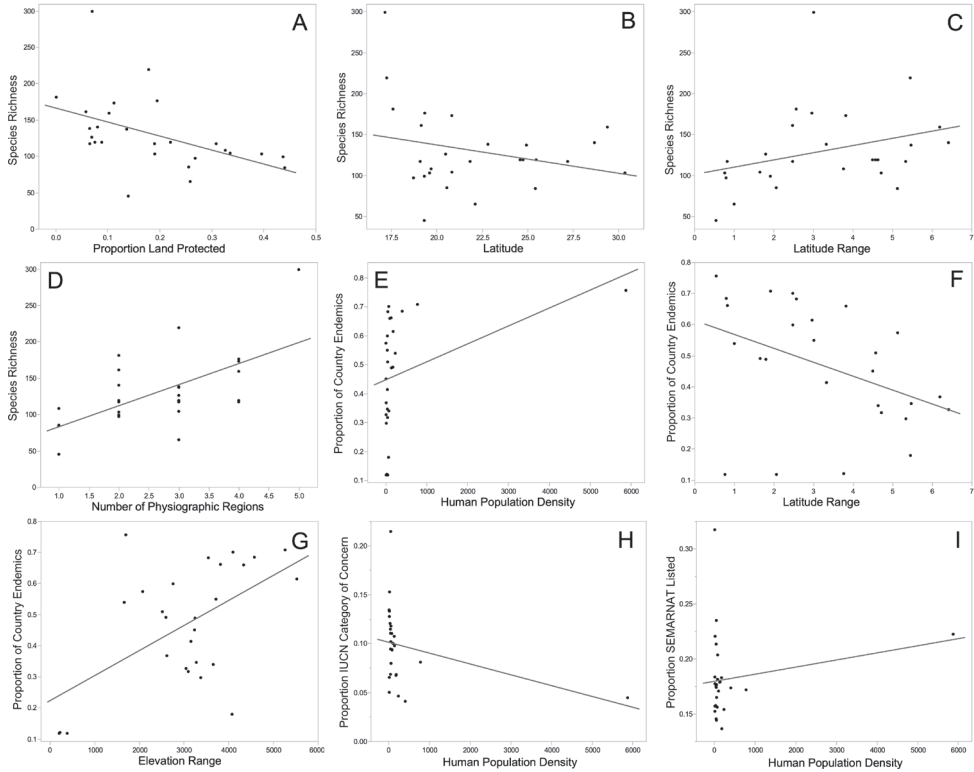 A
Species Richness
300
250
200
150
100
50
0
0.0 0.1 0.2 0.3 0.4 0.5
Proportion Land Protected
B
Species Richness
300
250
200
150
100
50
17.5 20.0 22.5 25.0 27.5 30.0
Latitude
C
Species Richness
300
250
200
150
100
50
0 1 2 3 4 5 6 7
Latitude Range
D
Species Richness
300
250
200
150
100
50
0
1.0 1.5 2.0 2.5 3.0 3.5 4.0 4.5 5.0
Number of Physiographic Regions
E
Proportion of Country Endemics
0.8
0.7
0.6
0.5
0.4
0.3
0.2
0.1
0 1000 2000 3000 4000 5000 6000
Human Population Density
F
Proportion of Country Endemics
0.8
0.7
0.6
0.5
0.4
0.3
0.2
0.1
0 1 2 3 4 5 6 7
Latitude Range
G
Proportion of Country Endemics
0.8
0.7
0.6
0.5
0.4
0.3
0.2
0.1
0 1000 2000 3000 4000 5000 6000
Elevation Range
H
Proportion IUCN Category of Concern
0.20
0.15
0.10
0.05
0.00
0 1000 2000 3000 4000 5000 6000
Human Population Density
I
Proportion SEMARNAT Listed
0.30
0.25
0.20
0.15
0 1000 2000 3000 4000 5000 6000
Human Population Density